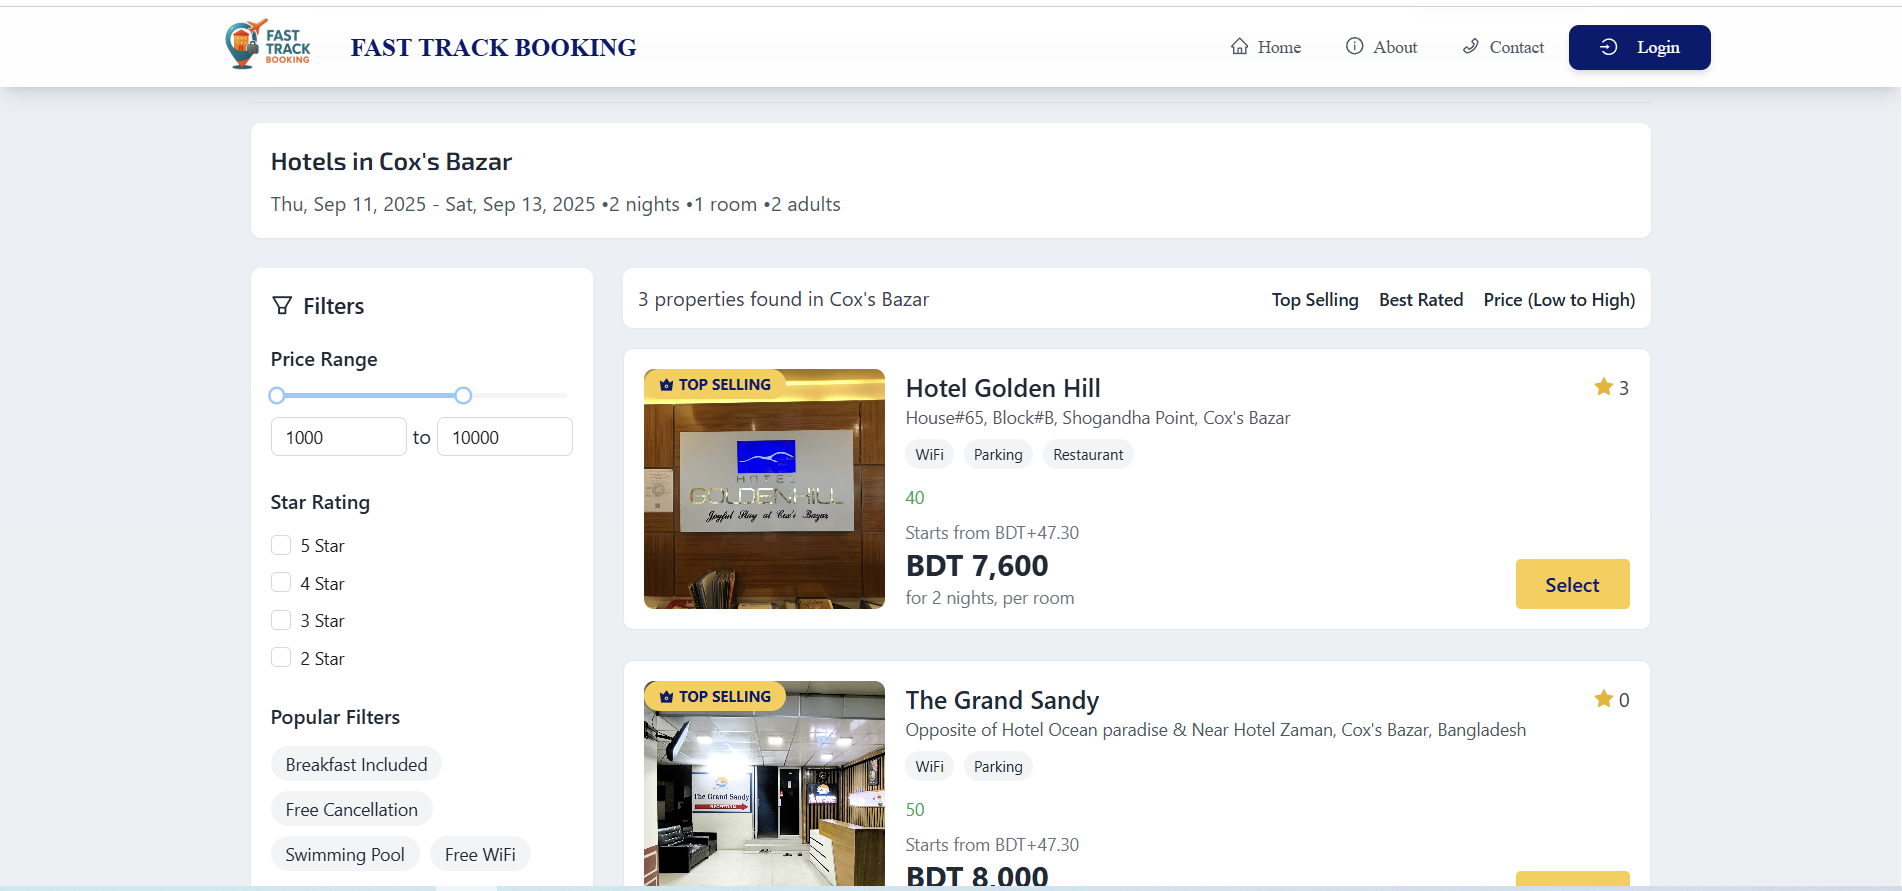 FAST
TRACK
BOOKING
FAST TRACK BOOKING
Home
About
Contact
Login
Hotels in Cox's Bazar
Thu, Sep 11, 2025 - Sat, Sep 13, 2025 •2 nights •1 room •2 adults
Filters
Price Range
1000 to 10000
Star Rating
5 Star
4 Star
3 Star
2 Star
Popular Filters
Breakfast Included
Free Cancellation
Swimming Pool
Free WiFi
3 properties found in Cox's Bazar
Top Selling
Best Rated
Price (Low to High)
TOP SELLING
HOTEL
GOLDENHILL
Joyful Stay at Cox's Bazar
Hotel Golden Hill
3
House#65, Block#B, Shogandha Point, Cox's Bazar
WiFi
Parking
Restaurant
40
Starts from BDT+47.30
BDT 7,600
for 2 nights, per room
Select
TOP SELLING
The Grand Sandy
The Grand Sandy
0
Opposite of Hotel Ocean paradise & Near Hotel Zaman, Cox's Bazar, Bangladesh
WiFi
Parking
50
Starts from BDT+47.30
BDT 8,000